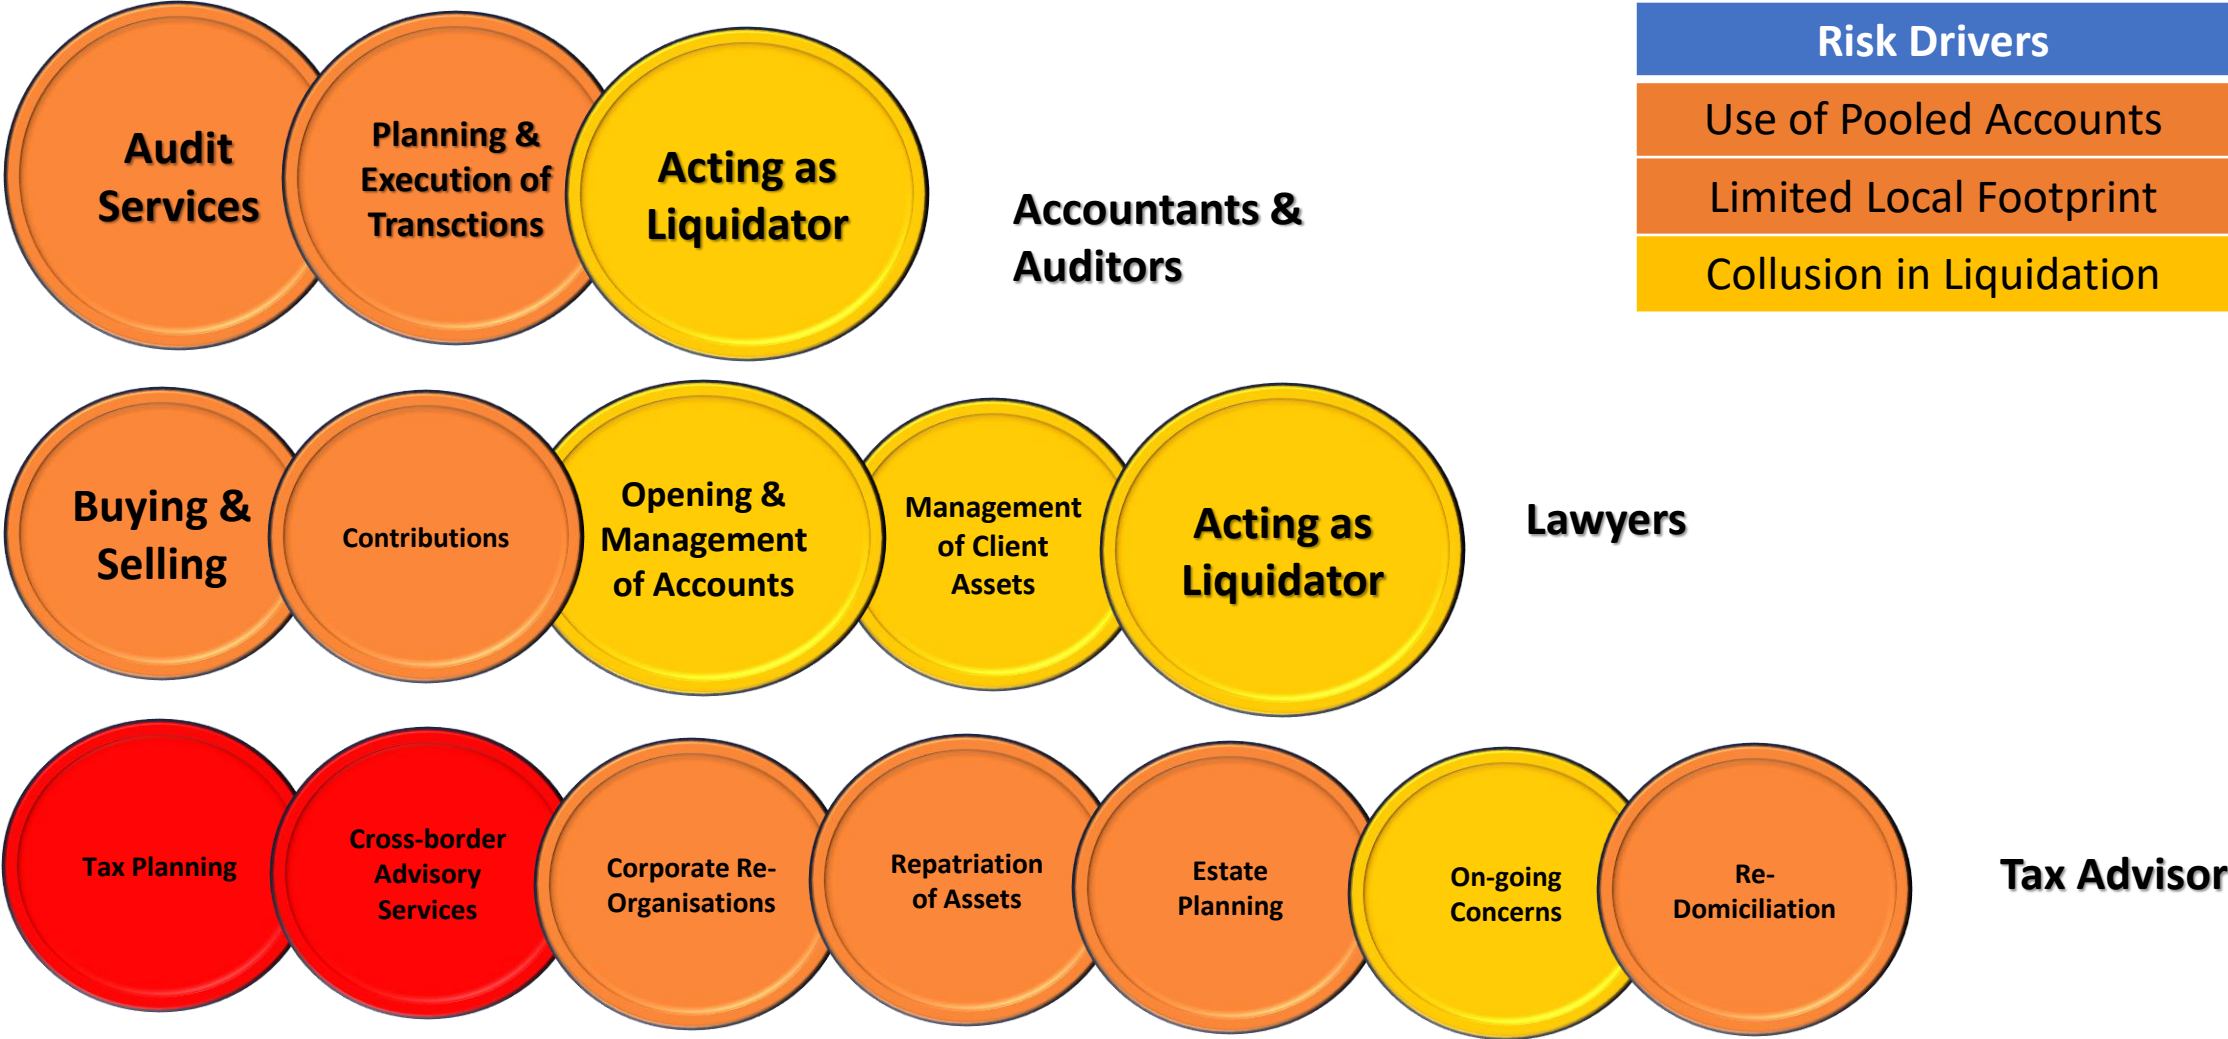 Audit
Services
Planning &
Execution of
Transctions
Acting as
Liquidator
Accountants &
Auditors
Risk Drivers
Use of Pooled Accounts
Limited Local Footprint
Collusion in Liquidation
Buying &
Selling
Contributions
Opening &
Management
of Accounts
Management
of Client
Assets
Acting as
Liquidator
Lawyers
Tax Planning
Cross-border
Advisory
Services
Corporate Re-
Organisations
Repatriation
of Assets
Estate
Planning
On-going
Concerns
Re-
Domiciliation
Tax Advisor